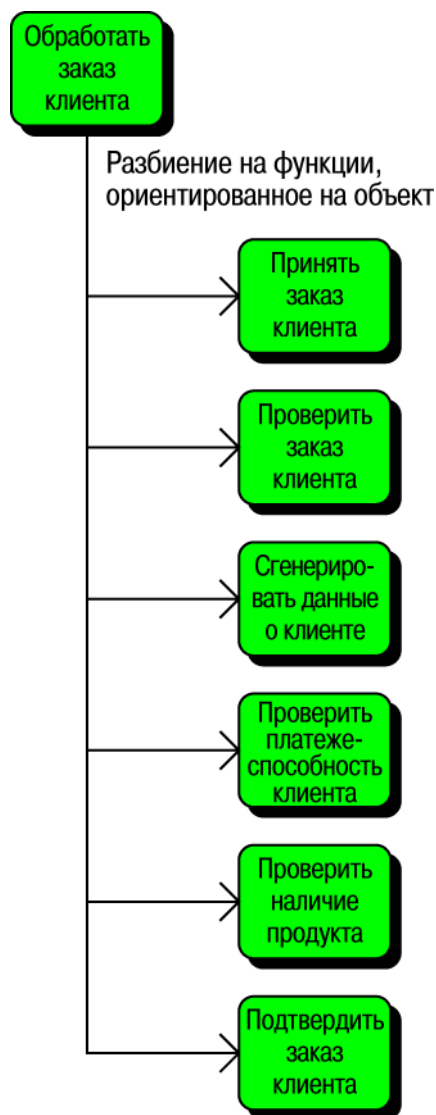 Обработать
заказ
клиента
Разбиение на функции,
ориентированное на объект
Принять
заказ
клиента
Проверить
заказ
клиента
Сгенериро-
вать данные
о клиенте
Проверить
платеже-
способность
клиента
Проверить
наличие
продукта
Подтвердить
заказ
клиента